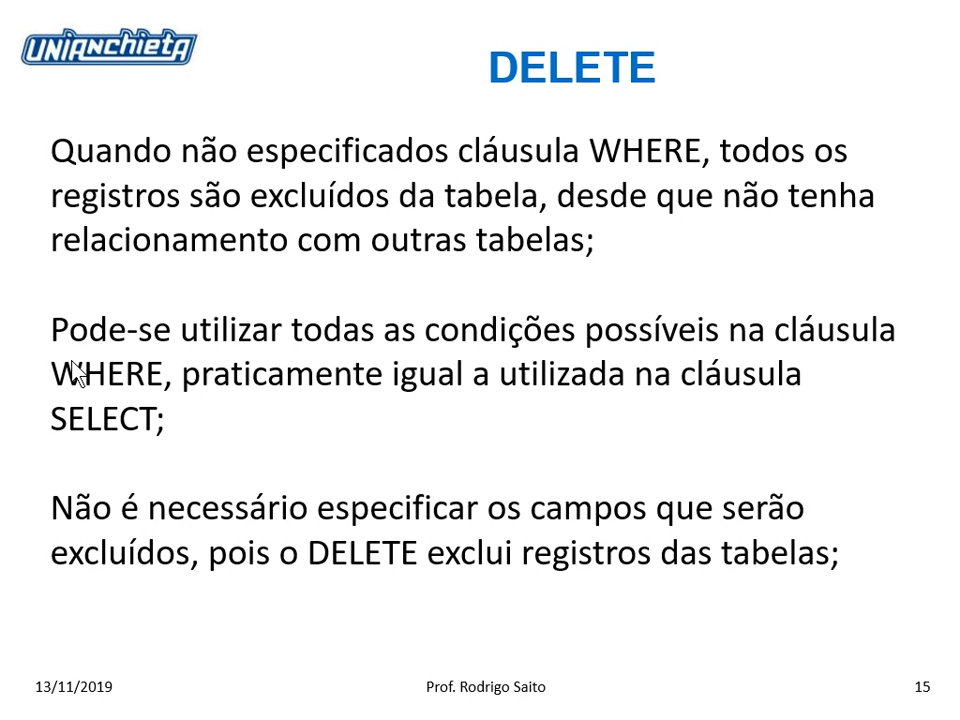 UNIANCHIETA
DELETE
Quando não especificados cláusula WHERE, todos os
registros são excluídos da tabela, desde que não tenha
relacionamento com outras tabelas;
Pode-se utilizar todas as condições possíveis na cláusula
WHERE, praticamente igual a utilizada na cláusula
SELECT;
Não é necessário especificar os campos que serão
excluídos, pois o DELETE exclui registros das tabelas;
13/11/2019
Prof. Rodrigo Saito
15